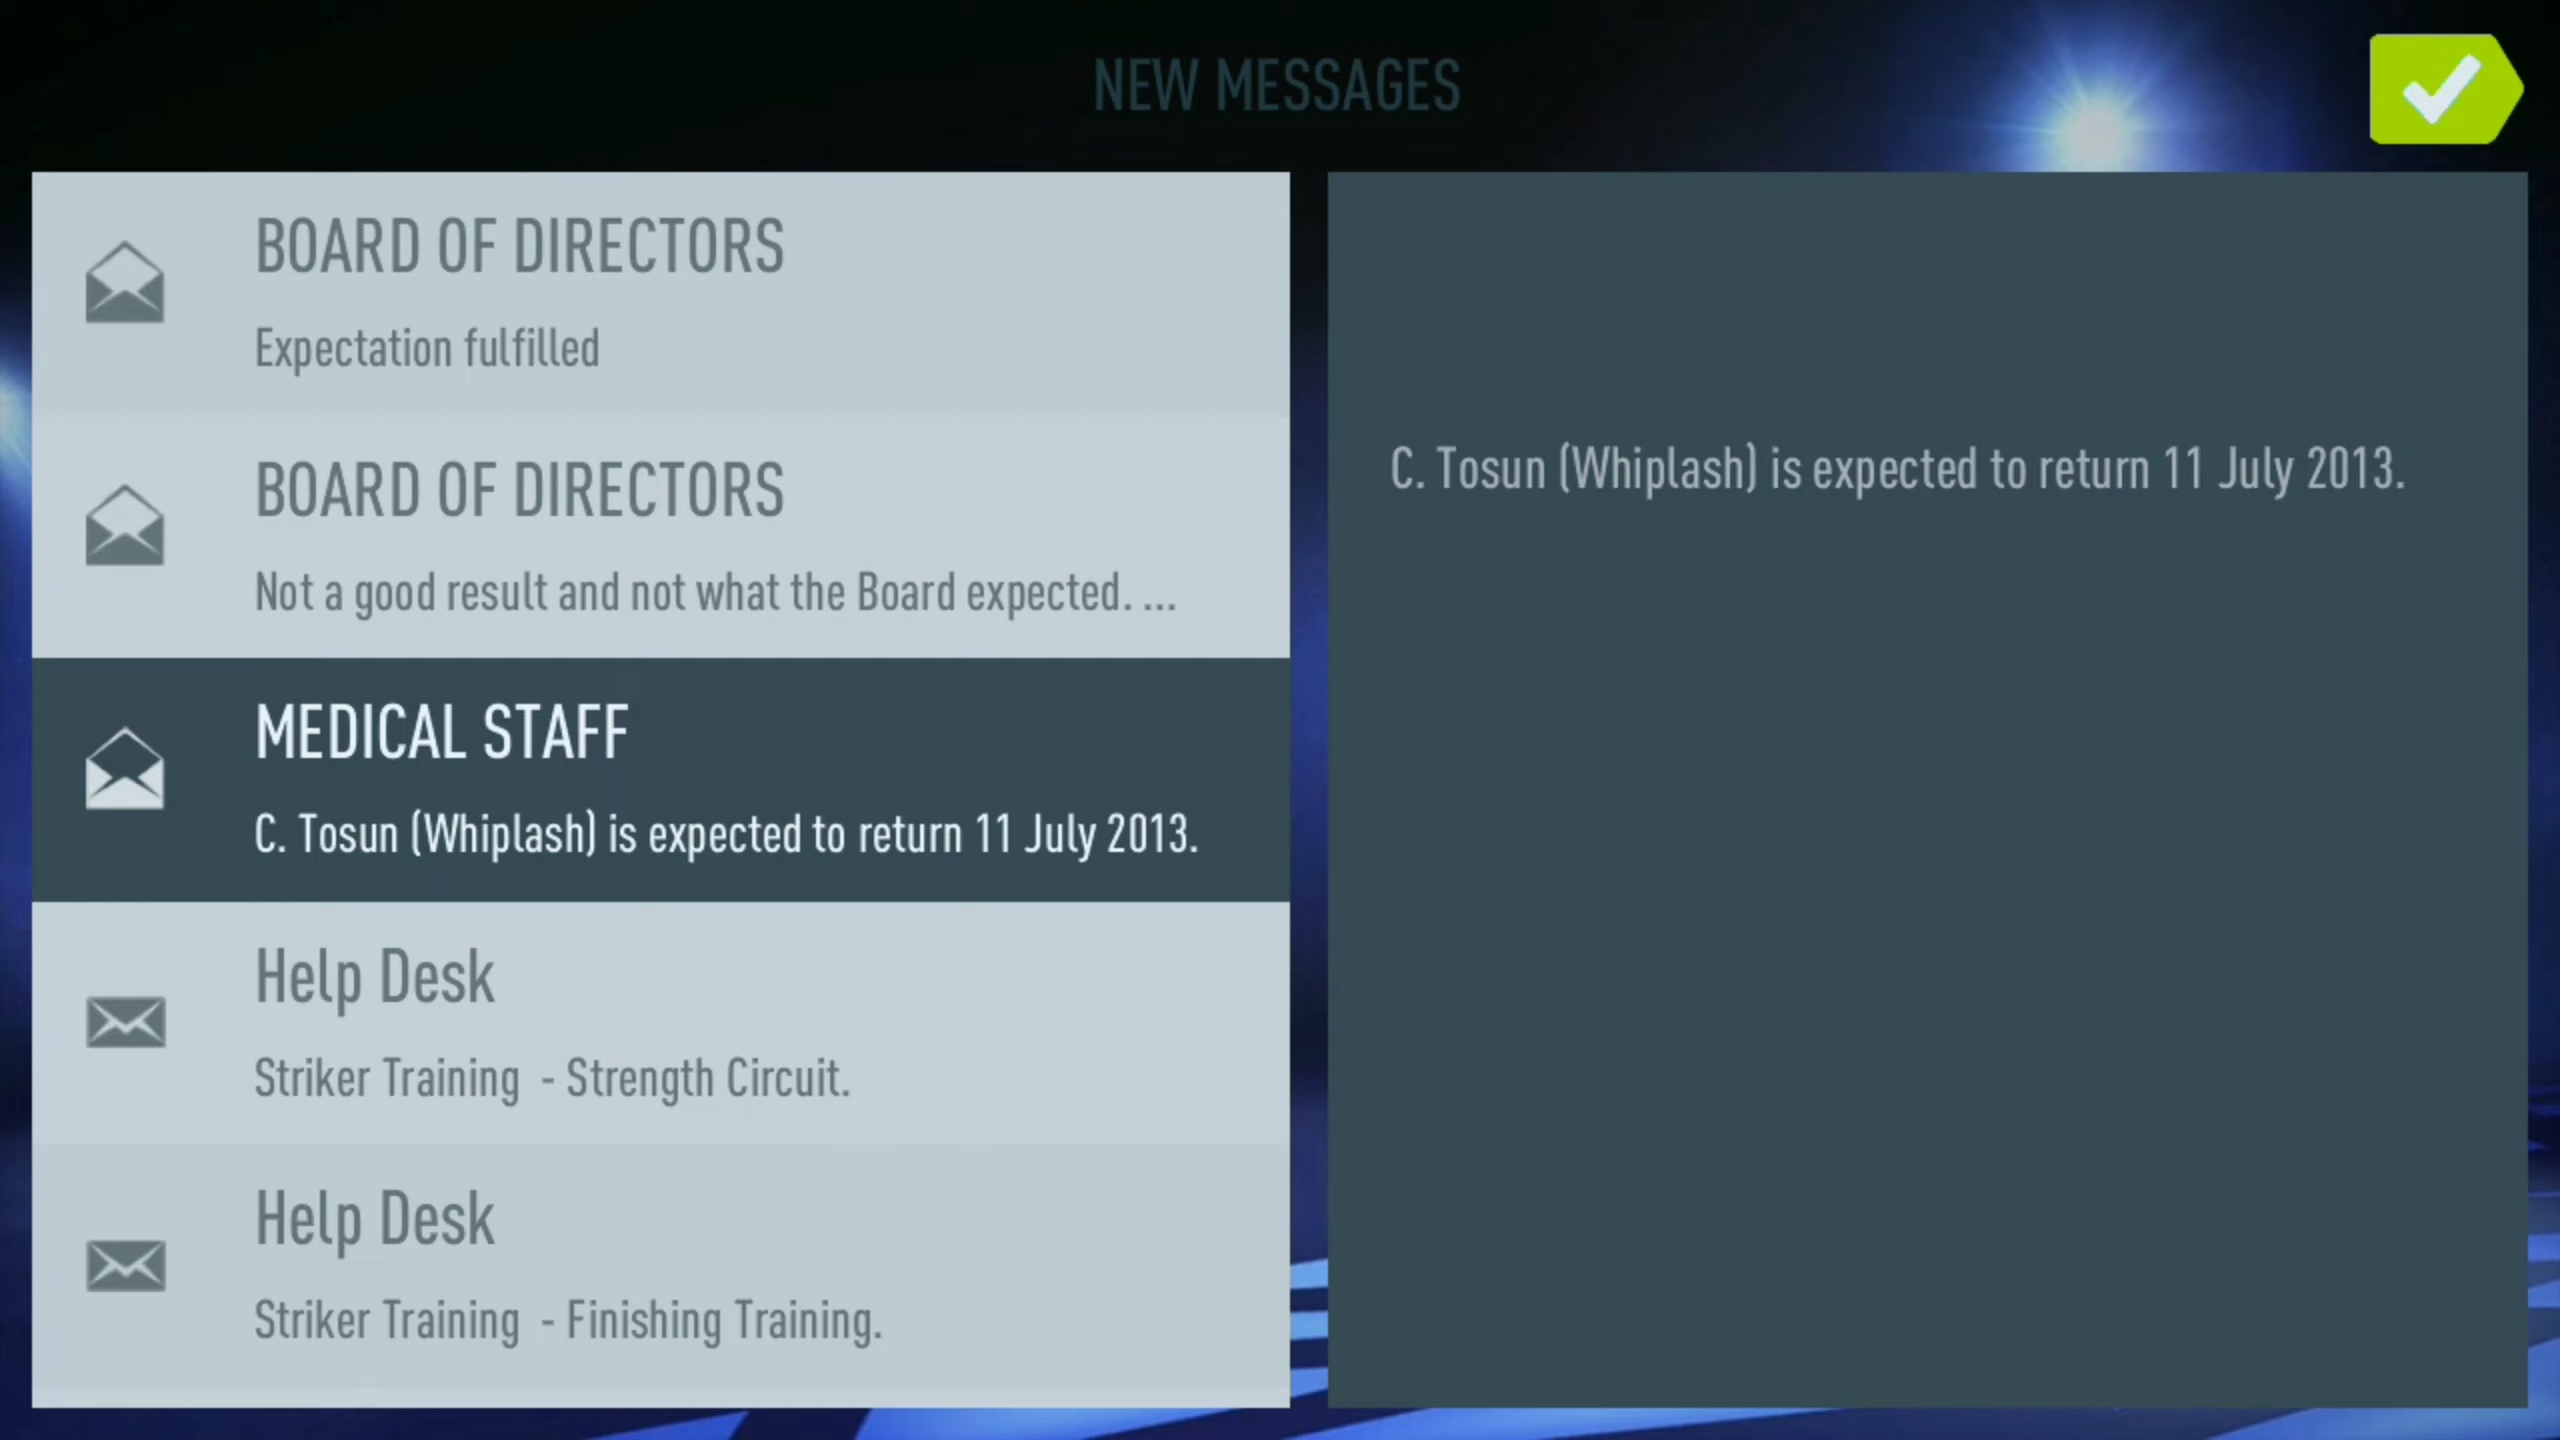 NEW MESSAGES
BOARD OF DIRECTORS
Expectation fulfilled
BOARD OF DIRECTORS
Not a good result and not what the Board expected. ...
MEDICAL STAFF
C. Tosun (Whiplash) is expected to return 11 July 2013.
Help Desk
Striker Training - Strength Circuit.
Help Desk
Striker Training - Finishing Training.
C. Tosun (Whiplash) is expected to return 11 July 2013.